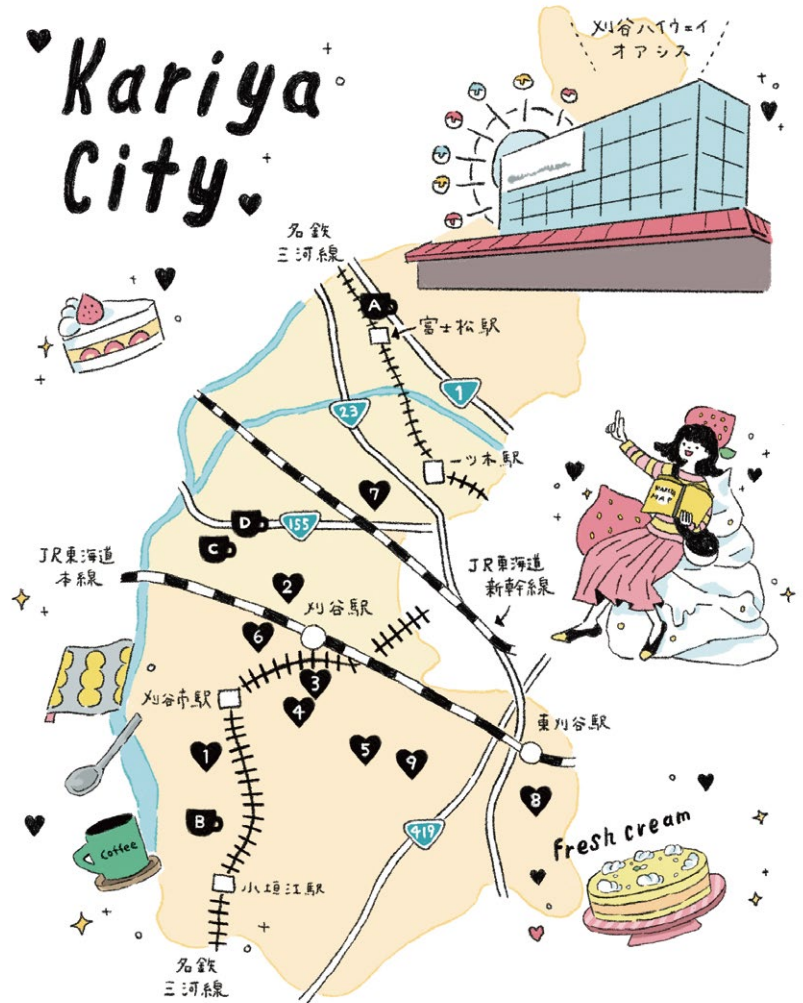 Kariya
City
刈谷ハイウェイ
オアシス
名鉄
三河線
A
富士松駅
1
23
一ツ木駅
7
D
155
C
JR東海道
本線
JR東海道
新幹線
2
刈谷駅
6
3
刈谷市駅
4
東刈谷駅
1
5
9
8
B
419
fresh cream
Coffee
小垣江駅
名鉄
三河線